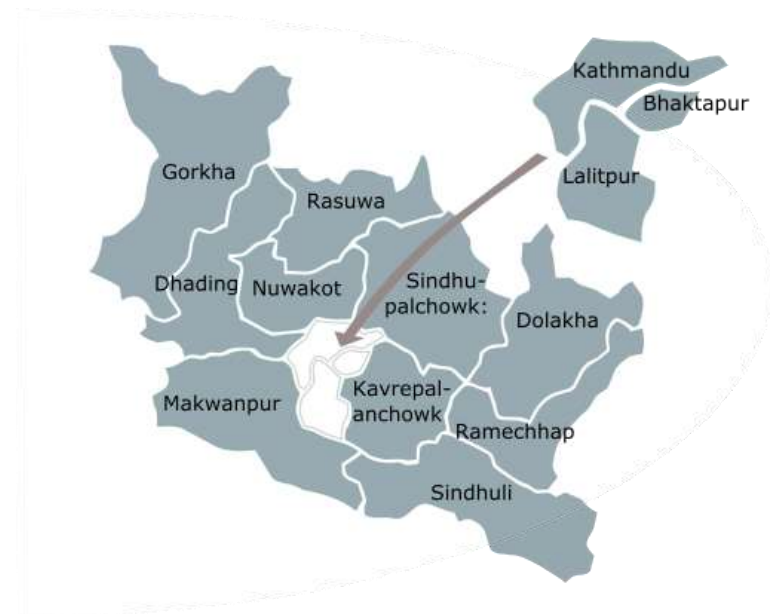 Kathmandu
Bhaktapur
Gorkha
Lalitpur
Rasuwa
Dhading
Nuwakot
Sindhu-
palchowk:
Dolakha
Makwanpur
Kavrepal-
anchowk
Ramechhap
Sindhuli